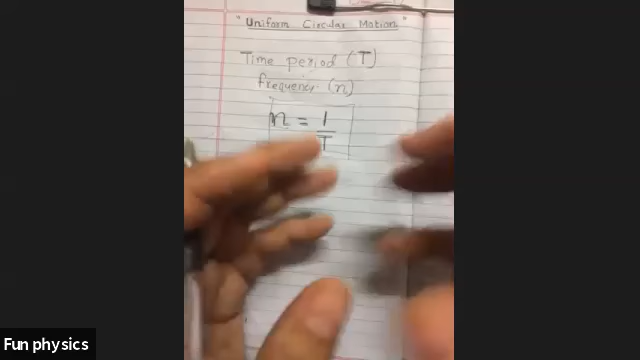 "Uniform Circular Motion"
Time period (T)
frequency (n)
n = 1
T
Fun physics